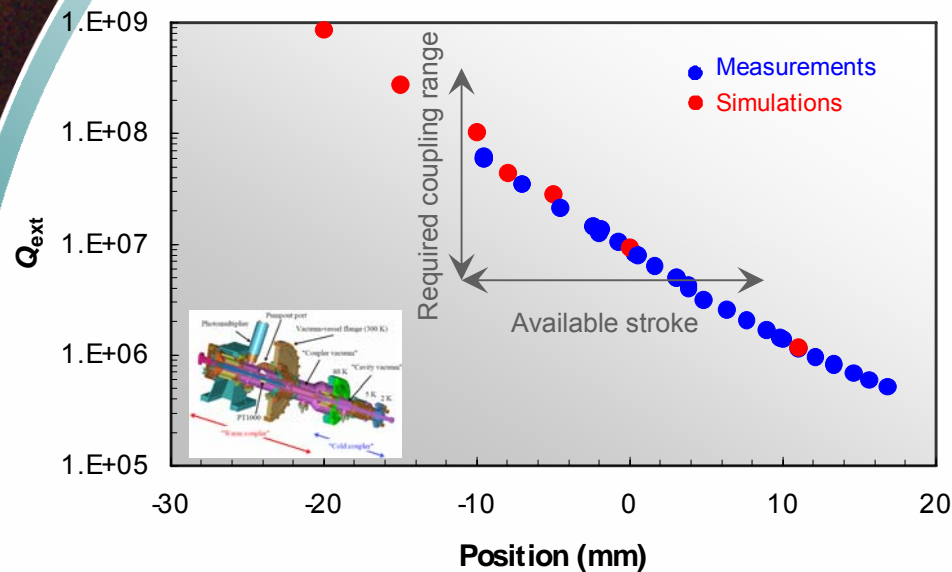 1.E+09
1.E+08
1.E+07
1.E+06
1.E+05
Qext
Required coupling range
Measurements
Simulations
Available stroke
Photomultiplier
Pumpout port
Vacuum-vessel flange (300 K)
"Coupler vacuum"
80 K
"Cavity vacuum"
5 K
2 K
PT1000
"Warm coupler"
"Cold coupler"
-30 -20 -10 0 10 20
Position (mm)